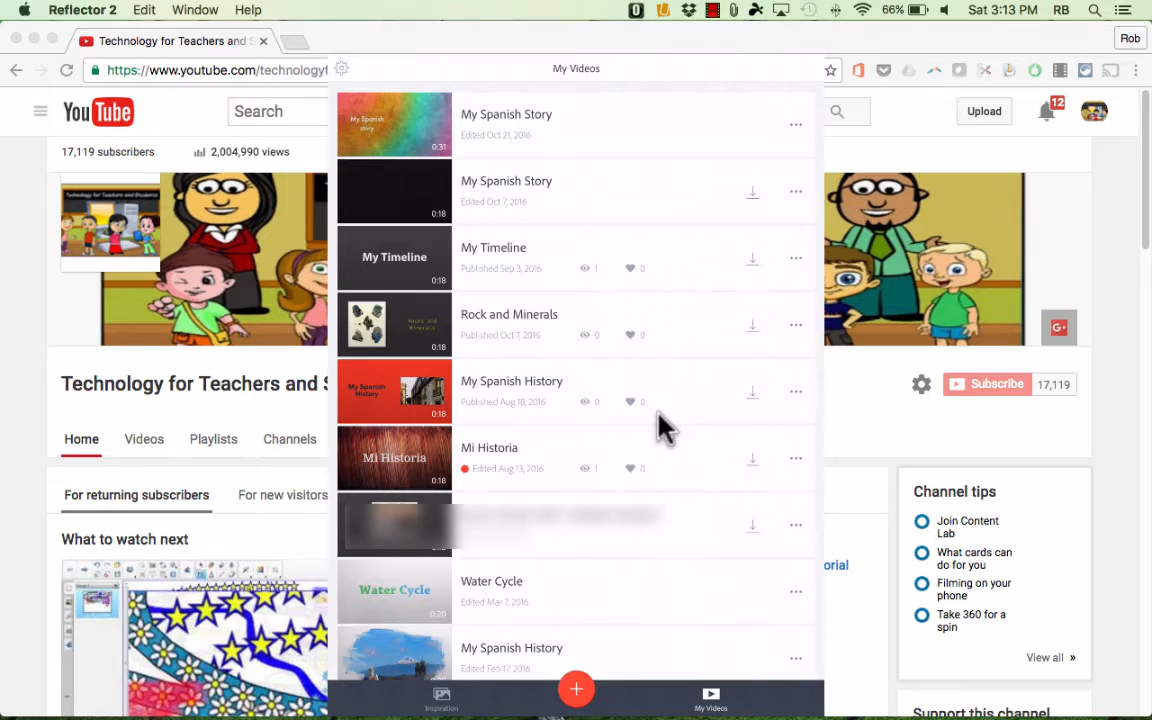 Reflector 2 Edit Window Help
66% Sat 3:13 PM RB
Technology for Teachers and S
Rob
https://www.youtube.com/technologyf
My Videos
YouTube
Search
Upload
12
17,119 subscribers
2,004,990 views
My Spanish story
0:31
My Spanish Story
Edited Oct 21, 2016
0:18
My Spanish Story
Edited Oct 7, 2016
My Timeline
0:18
My Timeline
Published Sep 3, 2016
1
0
Rocks and Minerals
0:18
Rock and Minerals
Published Oct 7, 2016
0
0
My Spanish History
0:18
My Spanish History
Published Aug 18, 2016
0
0
Mi Historia
0:18
Mi Historia
Edited Aug 13, 2016
1
0
Water Cycle
0:20
Water Cycle
Edited Mar 7, 2016
My Spanish History
Edited Feb 17, 2016
Inspiration
My Videos
Technology for Teachers and S
Subscribe 17,119
Home Videos Playlists Channels
For returning subscribers
For new visitors
What to watch next
orial
Channel tips
Join Content
Lab
What cards can
do for you
Filming on your
phone
Take 360 for a
spin
View all »
Support this channel